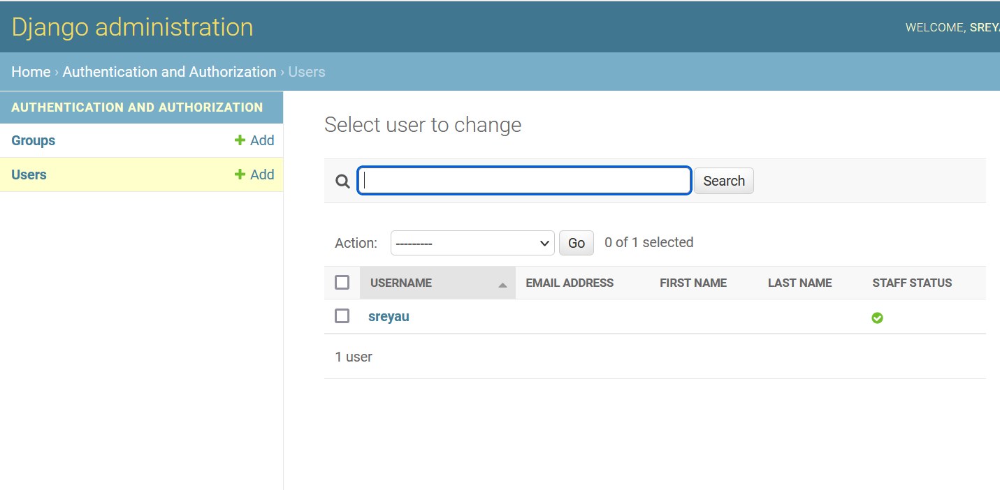 Django administration
WELCOME, SREYA
Home › Authentication and Authorization › Users
AUTHENTICATION AND AUTHORIZATION
Groups + Add
Users + Add
Select user to change
Search
Action: --------- Go 0 of 1 selected
USERNAME EMAIL ADDRESS FIRST NAME LAST NAME STAFF STATUS
sreyau
1 user